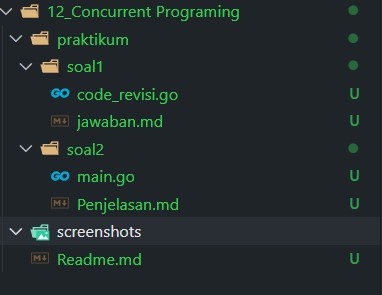 12_Concurrent Programing
praktikum
soal1
GO code_revisi.go U
M↓ jawaban.md U
soal2
GO main.go U
M↓ Penjelasan.md U
screenshots
M↓ Readme.md U